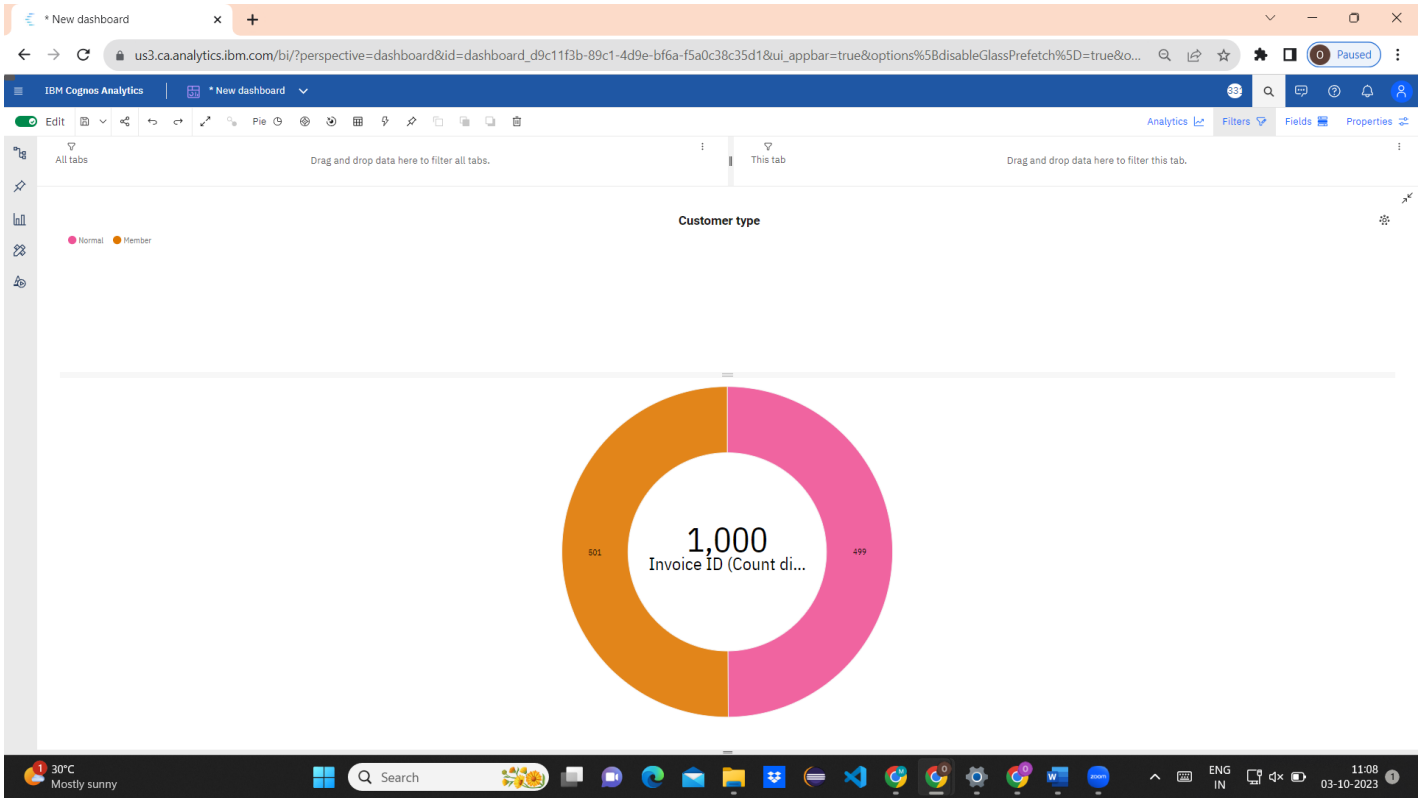 * New dashboard
us3.ca.analytics.ibm.com/bi/?perspective=dashboard&id=dashboard_d9c11f3b-89c1-4d9e-bf6a-f5a0c38c35d1&ui_appbar=true&options%5BdisableGlassPrefetch%5D=true&o...
O Paused
IBM Cognos Analytics * New dashboard
Edit Pie Analytics Filters Fields Properties
All tabs Drag and drop data here to filter all tabs. This tab Drag and drop data here to filter this tab.
Customer type
Normal Member
501 499
1,000
Invoice ID (Count di...
1 30°C
Mostly sunny
Search
zoom
ENG
IN
11:08
03-10-2023
1